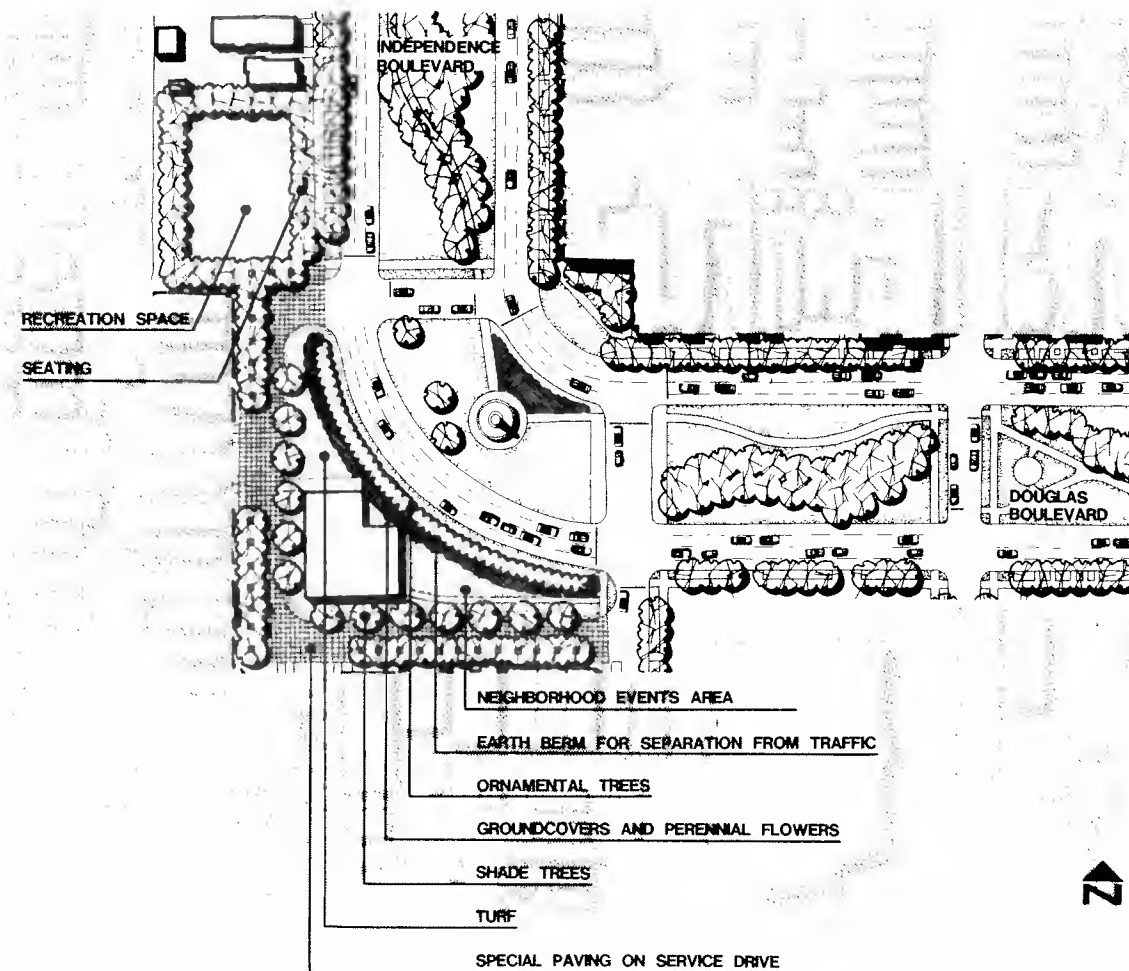 INDEPENDENCE
BOULEVARD
RECREATION SPACE
SEATING
DOUGLAS
BOULEVARD
NEIGHBORHOOD EVENTS AREA
EARTH BERM FOR SEPARATION FROM TRAFFIC
ORNAMENTAL TREES
GROUNDCOVERS AND PERENNIAL FLOWERS
SHADE TREES
TURF
SPECIAL PAVING ON SERVICE DRIVE
N